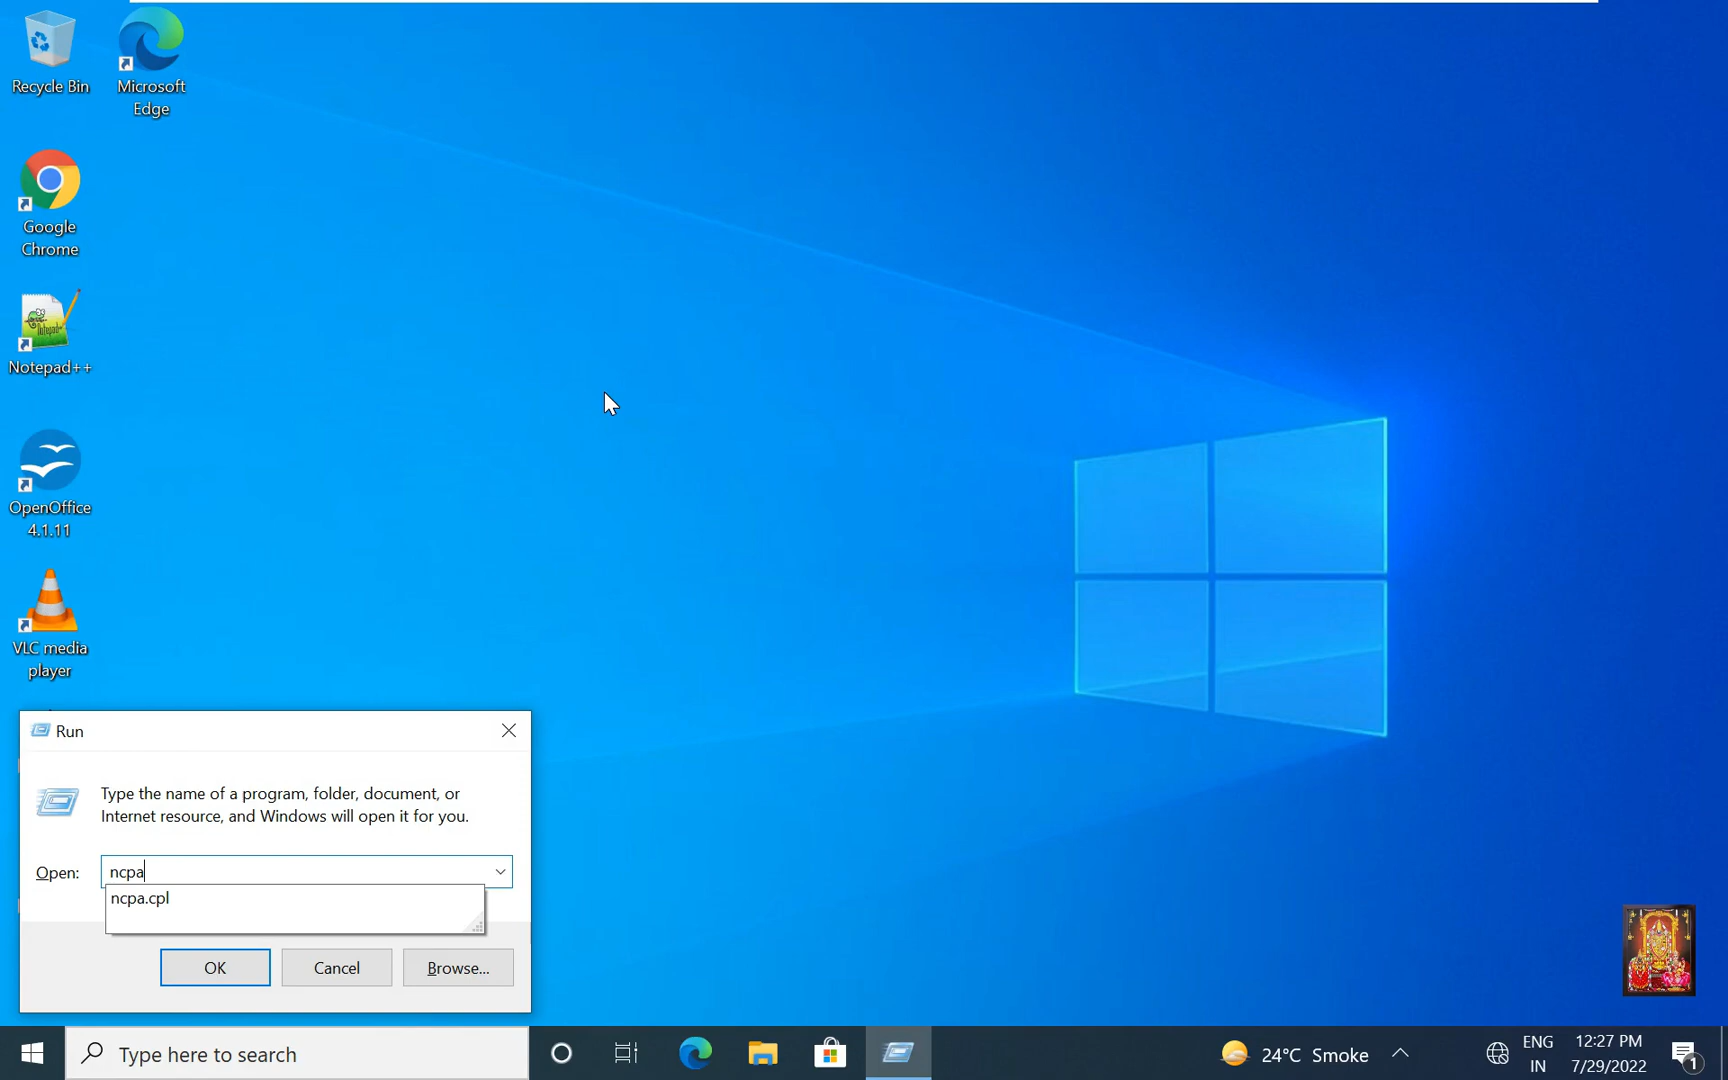 Recycle Bin
Microsoft
Edge
Google
Chrome
Notepad++
OpenOffice
4.1.11
VLC media
player
Run
Type the name of a program, folder, document, or
Internet resource, and Windows will open it for you.
Open:
ncpa
ncpa.cpl
OK
Cancel
Browse...
Type here to search
24°C Smoke
ENG
IN
12:27 PM
7/29/2022
1